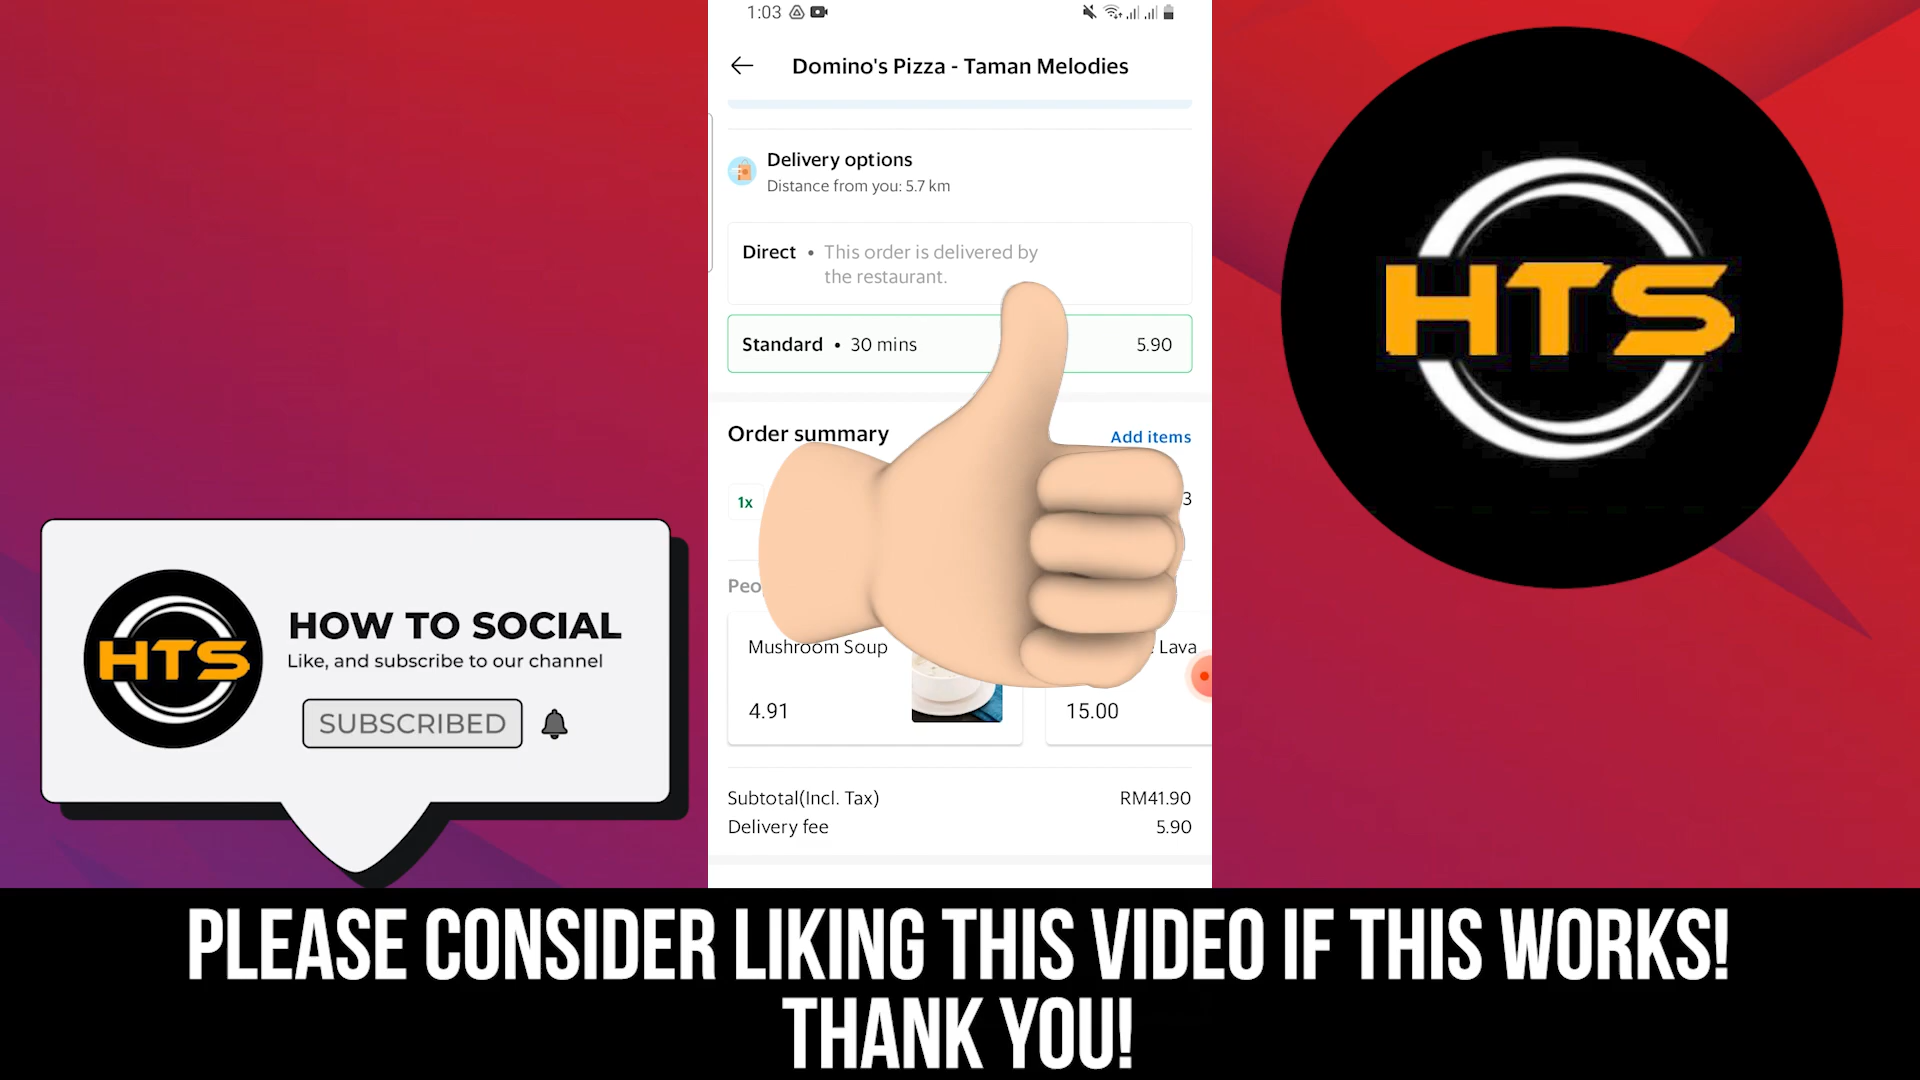 1:03
Domino's Pizza - Taman Melodies
Delivery options
Distance from you: 5.7 km
Direct • This order is delivered by
the restaurant.
Standard • 30 mins 5.90
Order summary Add items
1x 3
Mushroom Soup Lava
4.91 15.00
Subtotal(Incl. Tax) RM41.90
Delivery fee 5.90
HTS
HTS
HOW TO SOCIAL
Like, and subscribe to our channel
SUBSCRIBED
PLEASE CONSIDER LIKING THIS VIDEO IF THIS WORKS!
THANK YOU!